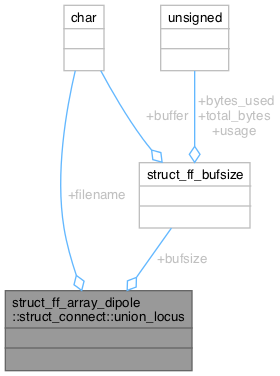 char
unsigned
+bytes_used
+total_bytes
+usage
+buffer
struct_ff_bufsize
+filename
+bufsize
struct_ff_array_dipole
::struct_connect::union_locus